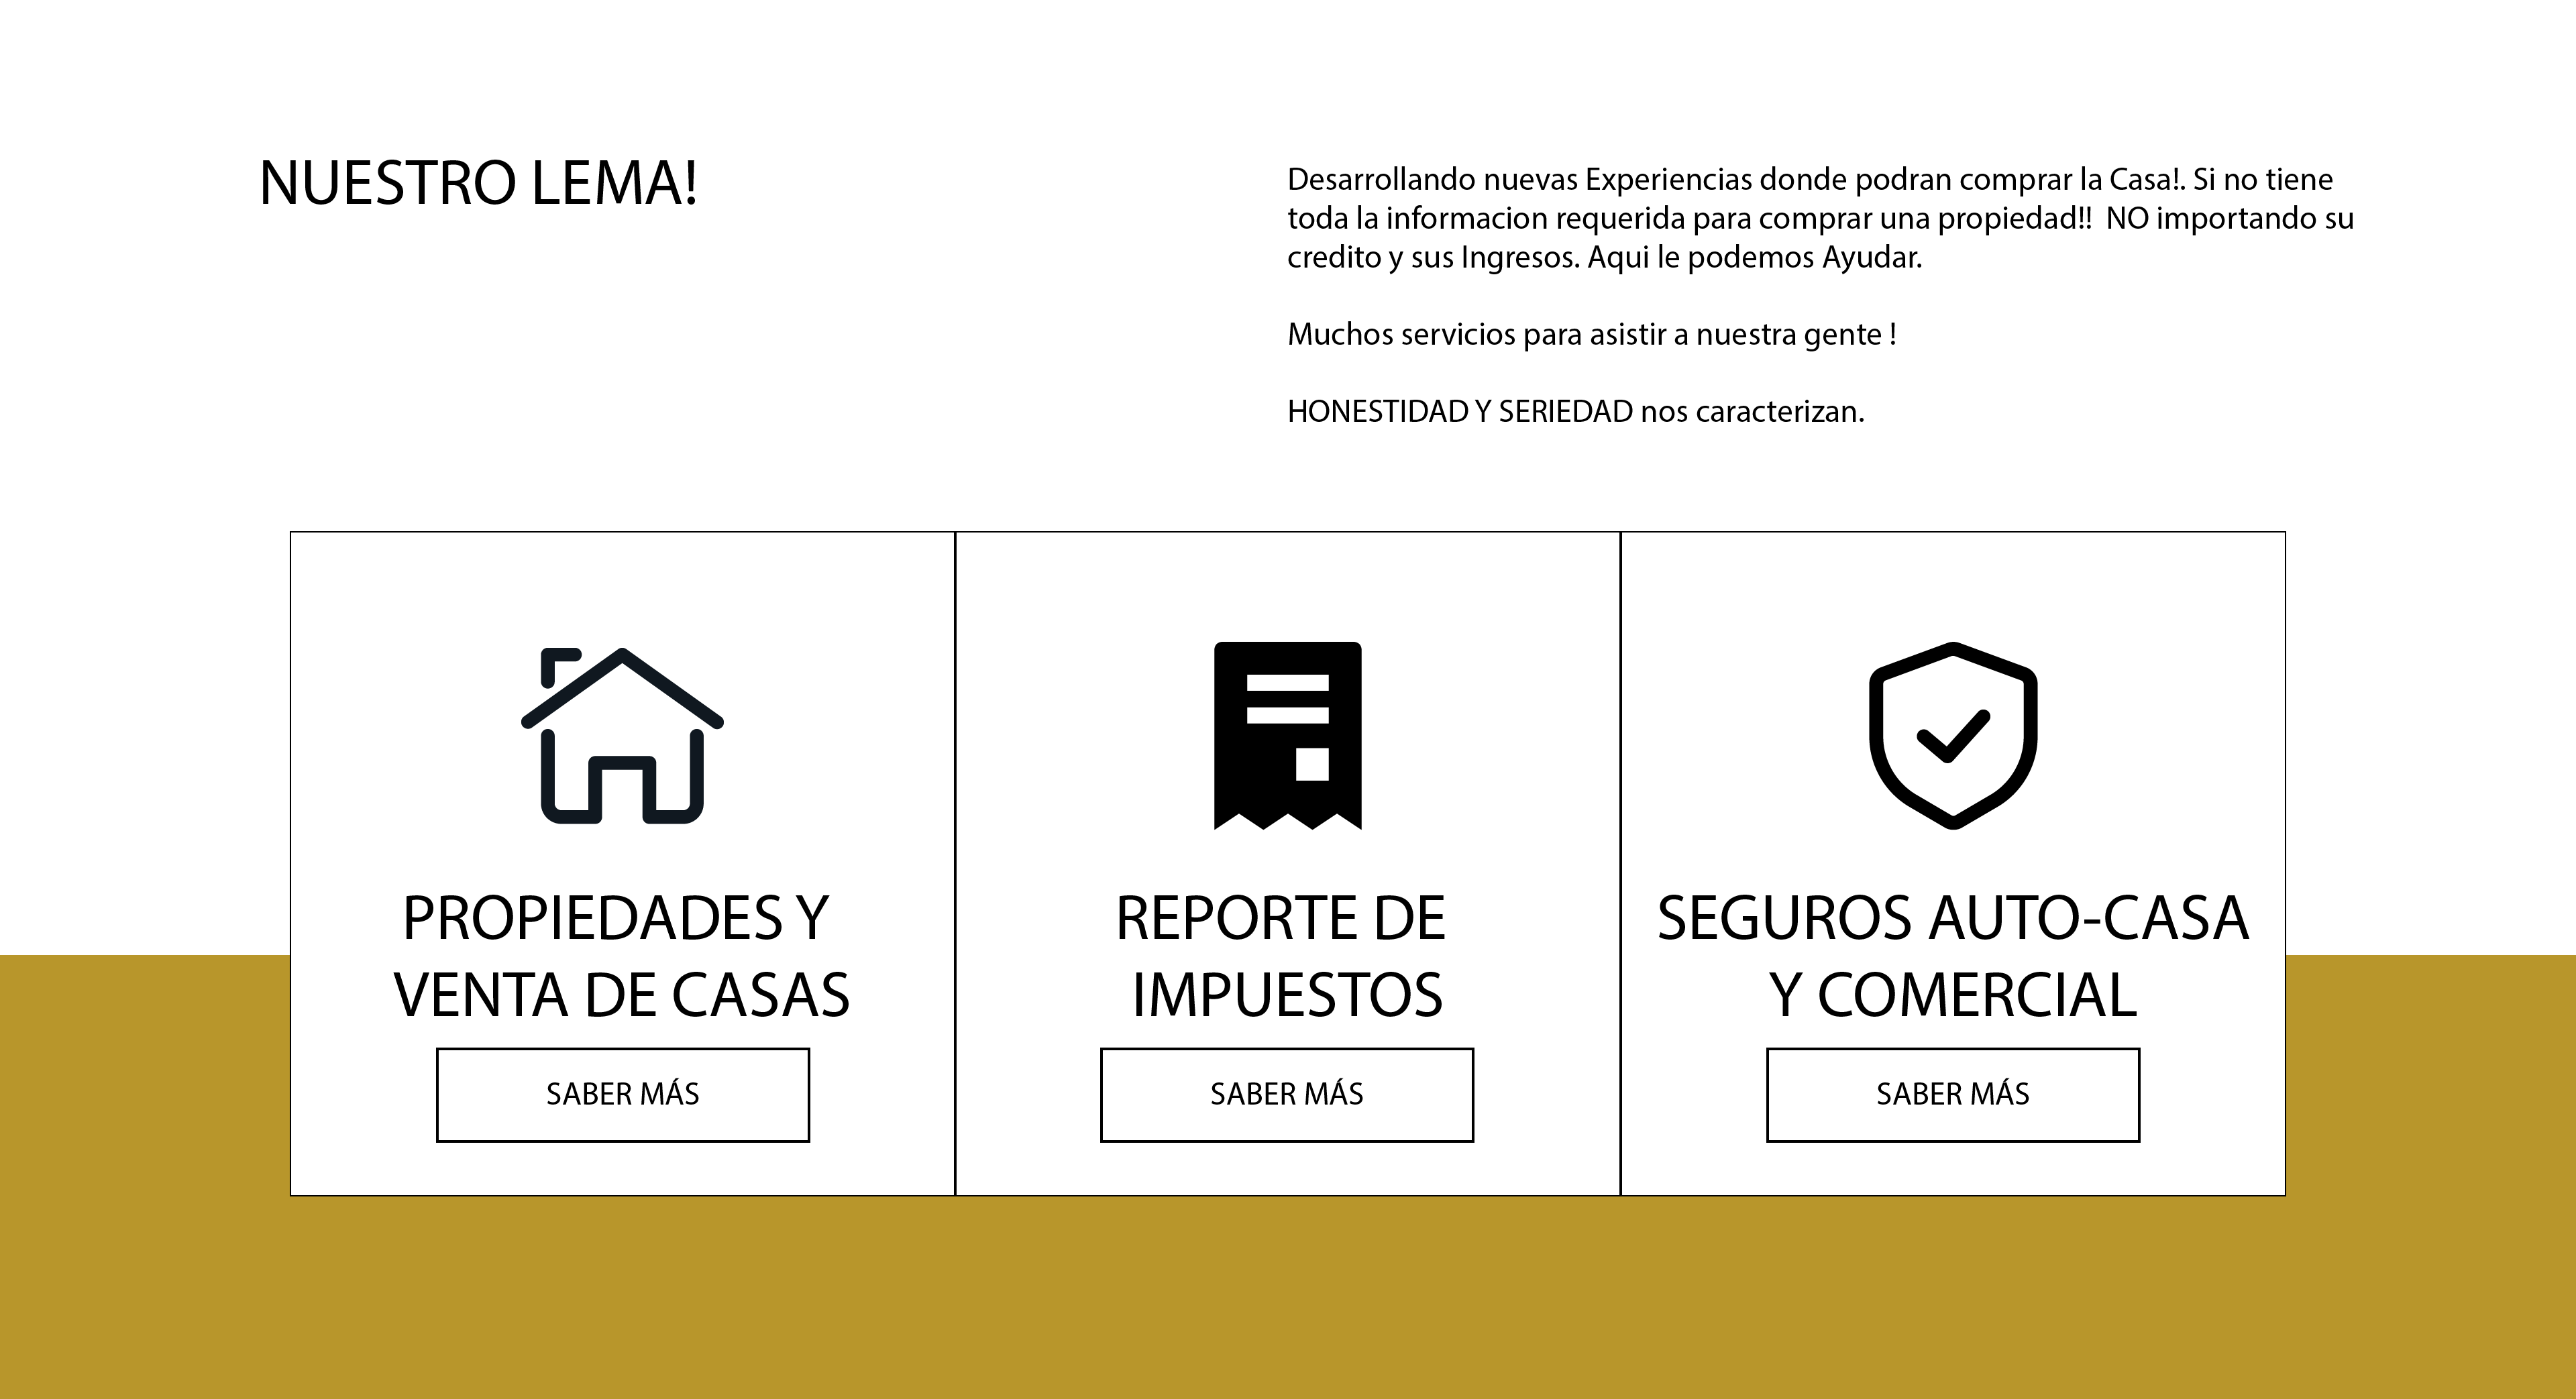 NUESTRO LEMA!
Desarrollando nuevas Experiencias donde podran comprar la Casa!. Si no tiene
toda la informacion requerida para comprar una propiedad!!  NO importando su
credito y sus Ingresos. Aqui le podemos Ayudar.
Muchos servicios para asistir a nuestra gente !
HONESTIDAD Y SERIEDAD nos caracterizan.
PROPIEDADES Y
VENTA DE CASAS
SABER MÁS
REPORTE DE
IMPUESTOS
SABER MÁS
SEGUROS AUTO-CASA
Y COMERCIAL
SABER MÁS